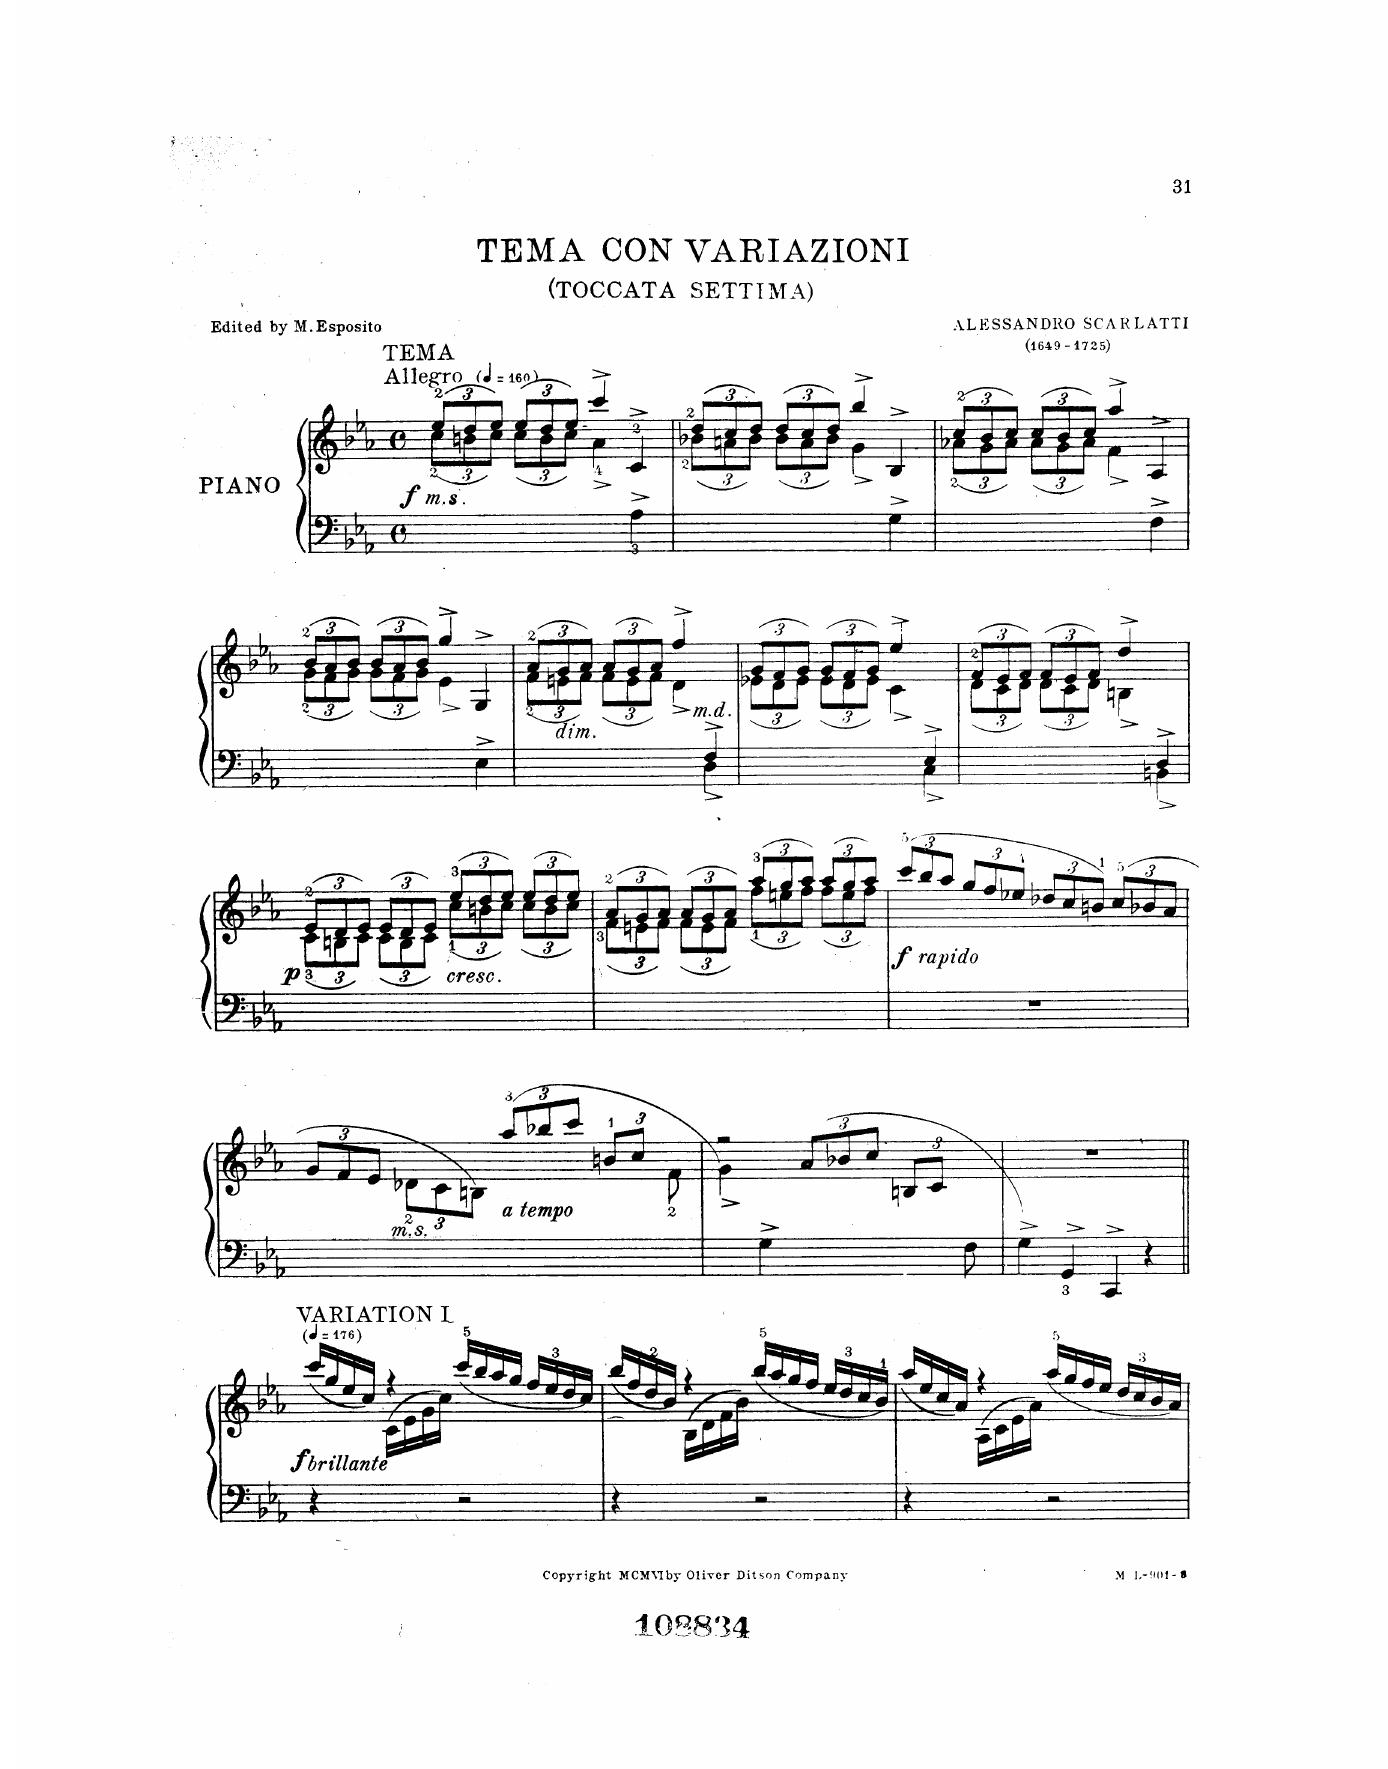 31
TEMA CON VARIAZIONI
(TOCCATA SETTIMA)
Edited by M. Esposito
ALESSANDRO SCARLATTI
(1649-1725)
TEMA
Allegro (♩ = 160)
PIANO
f m.s.
dim.
m.d.
p
cresc.
f rapido
m.s.
a tempo
VARIATION I.
(♩ = 176)
f brillante
Copyright MCMVI by Oliver Ditson Company
M L-901-8
108834